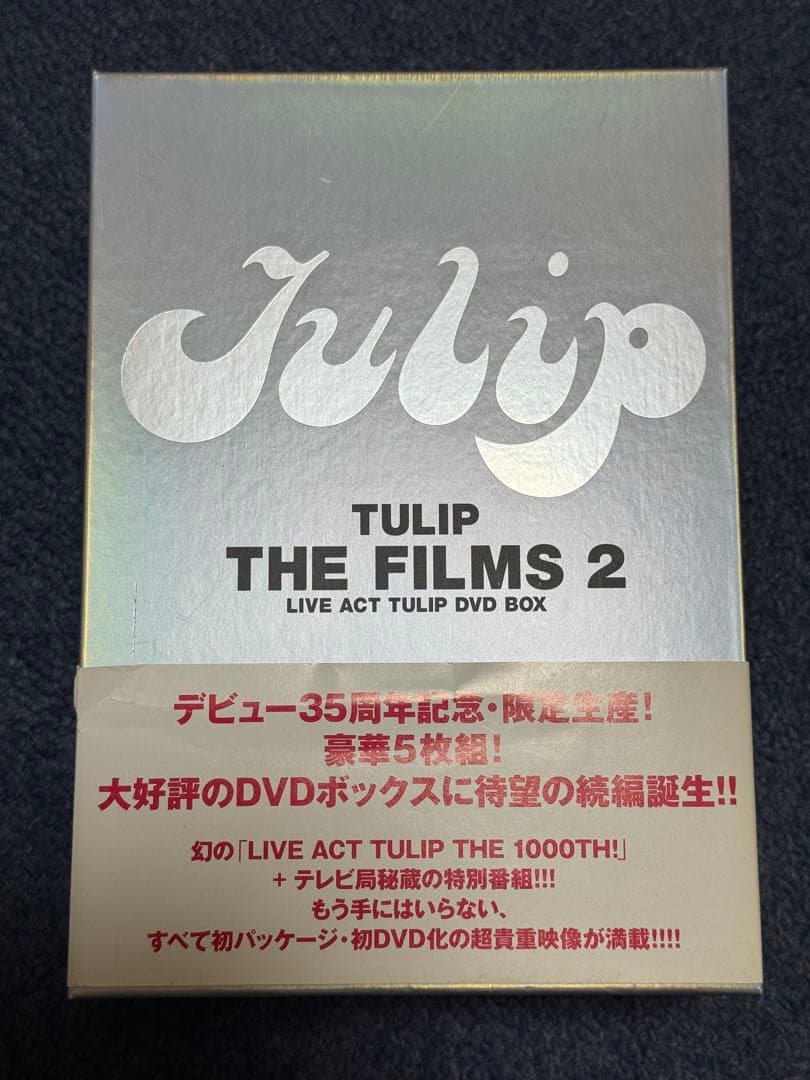 Tulip
TULIP
THE FILMS 2
LIVE ACT TULIP DVD BOX
デビュー35周年記念・限定生産!
豪華5枚組!
大好評のDVDボックスに待望の続編誕生!!
幻の「LIVE ACT TULIP THE 1000TH!」
+ テレビ局秘蔵の特別番組!!!
もう手にはいらない、
すべて初パッケージ・初DVD化の超貴重映像が満載!!!!